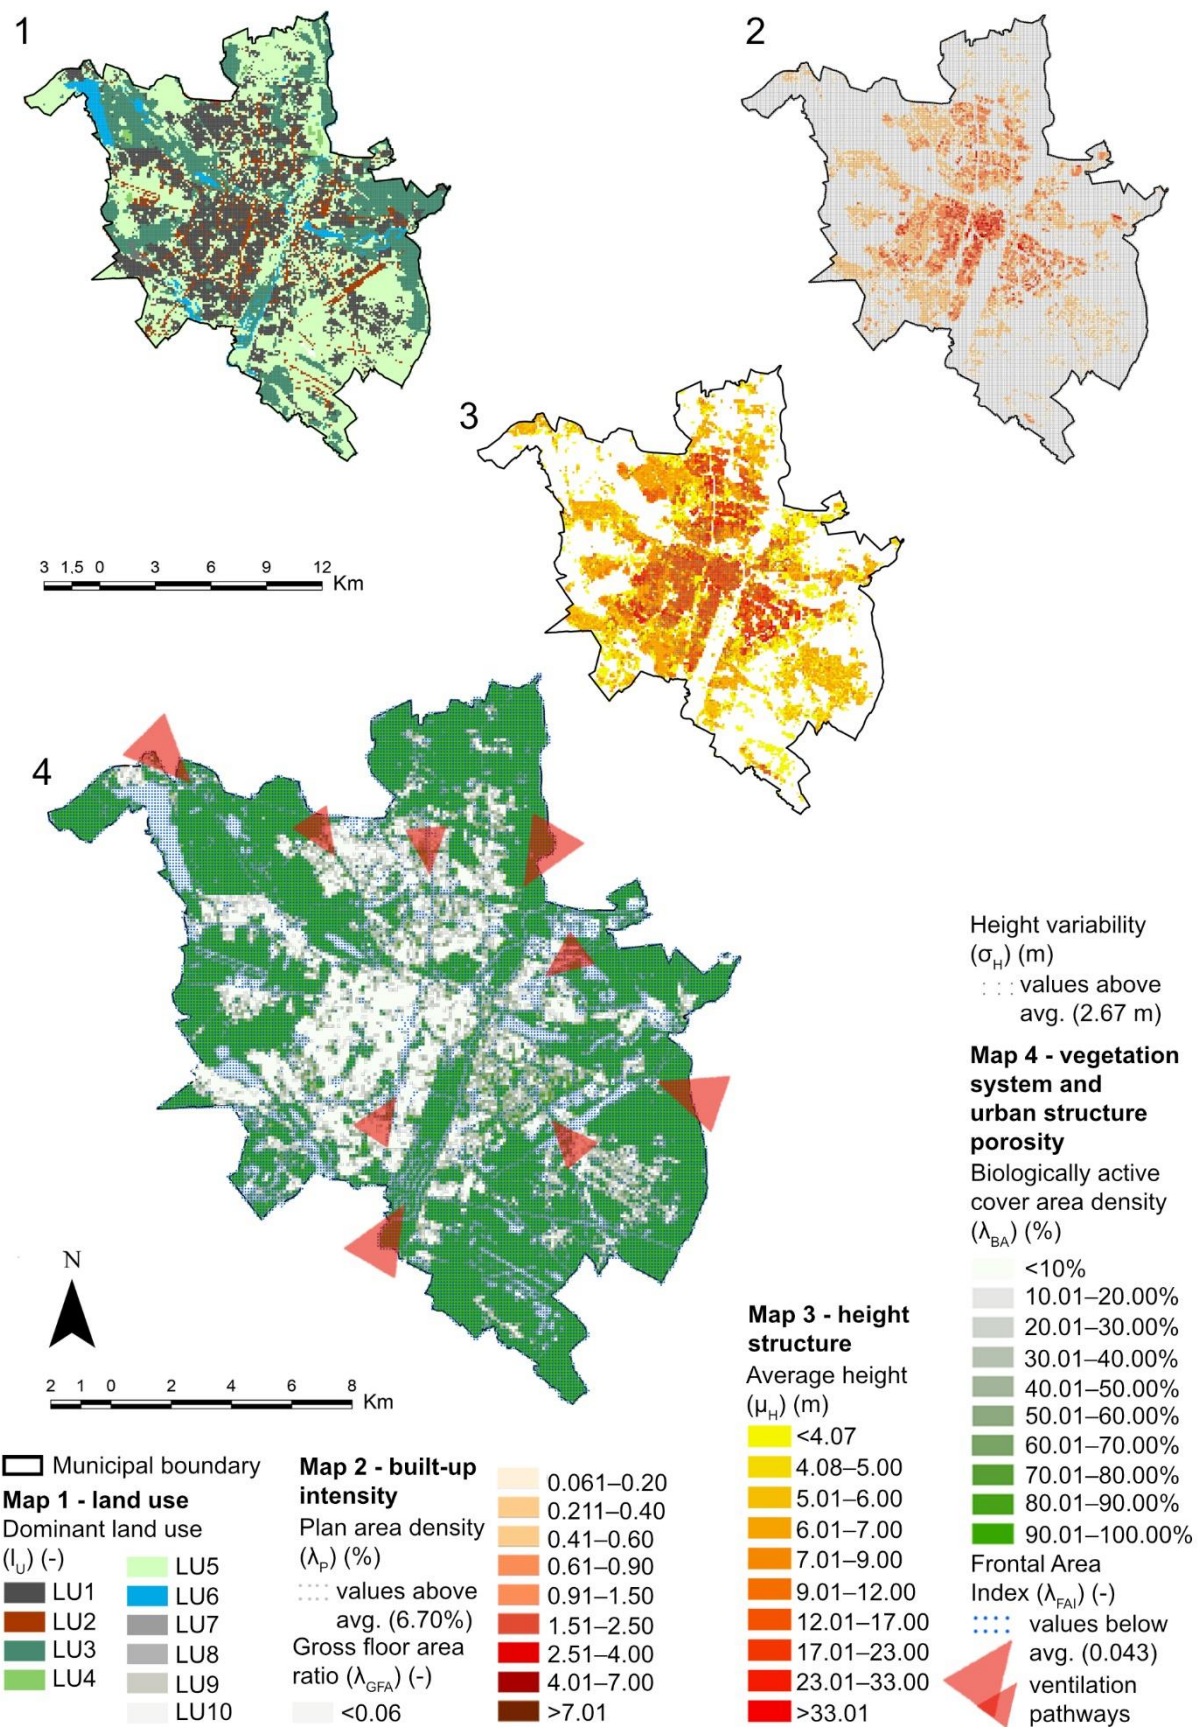 1
2
3
3 1.5 0 3 6 9 12
Km
4
N
2 1 0 2 4 6 8
Km
Height variability
(σH) (m)
values above
avg. (2.67 m)
Map 4 - vegetation
system and
urban structure
porosity
Biologically active
cover area density
(λBA) (%)
<10%
10.01–20.00%
20.01–30.00%
30.01–40.00%
40.01–50.00%
50.01–60.00%
60.01–70.00%
70.01–80.00%
80.01–90.00%
90.01–100.00%
Frontal Area
Index (λFAI) (-)
values below
avg. (0.043)
ventilation
pathways
Map 3 - height
structure
Average height
(μH) (m)
<4.07
4.08–5.00
5.01–6.00
6.01–7.00
7.01–9.00
9.01–12.00
12.01–17.00
17.01–23.00
23.01–33.00
>33.01
Municipal boundary
Map 1 - land use
Dominant land use
(lU) (-)
LU1
LU2
LU3
LU4
LU5
LU6
LU7
LU8
LU9
LU10
Map 2 - built-up
intensity
Plan area density
(λP) (%)
values above
avg. (6.70%)
Gross floor area
ratio (λGFA) (-)
<0.06
0.061–0.20
0.211–0.40
0.41–0.60
0.61–0.90
0.91–1.50
1.51–2.50
2.51–4.00
4.01–7.00
>7.01